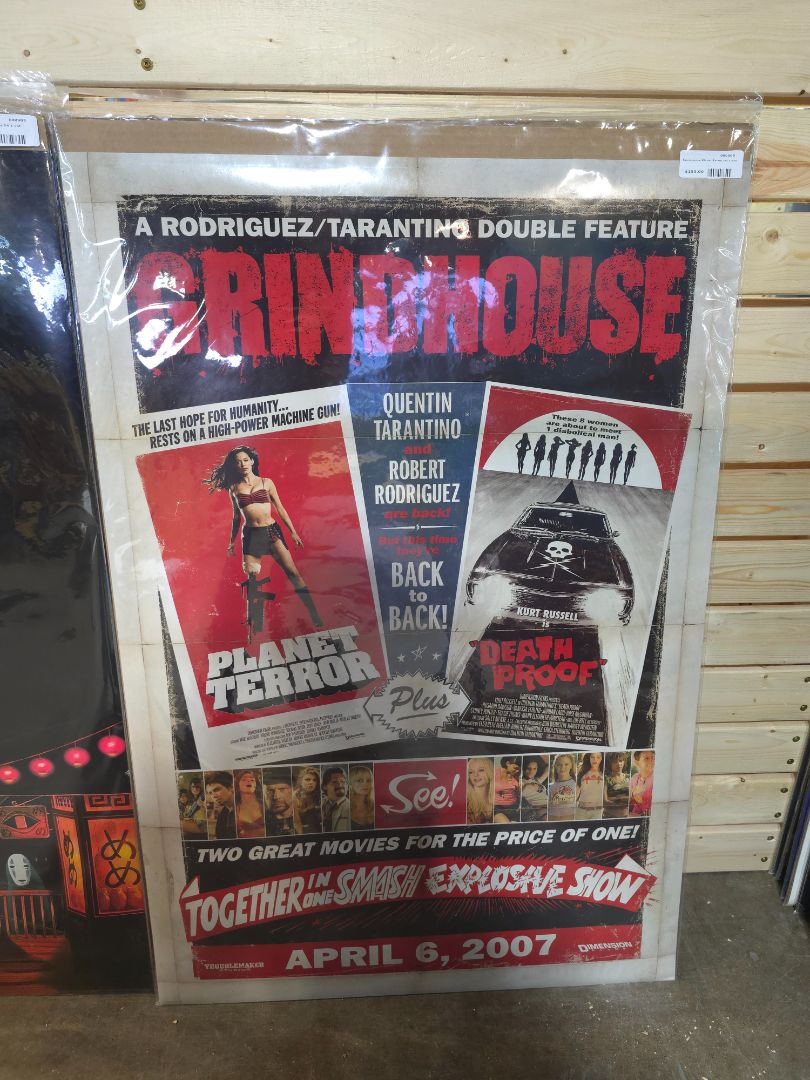 A RODRIGUEZ/TARANTINO DOUBLE FEATURE
GRINDHOUSE
THE LAST HOPE FOR HUMANITY...
RESTS ON A HIGH-POWER MACHINE GUN!
PLANET
TERROR
QUENTIN
TARANTINO
and
ROBERT
RODRIGUEZ
are back!
But this time
they're
BACK
to
BACK!
Plus
These 8 women
are about to meet
1 diabolical man!
KURT RUSSELL
is
"DEATH
PROOF"
See!
TWO GREAT MOVIES FOR THE PRICE OF ONE!
TOGETHER IN ONE SMASH EXPLOSIVE SHOW
APRIL 6, 2007
TROUBLEMAKER
DIMENSION
め